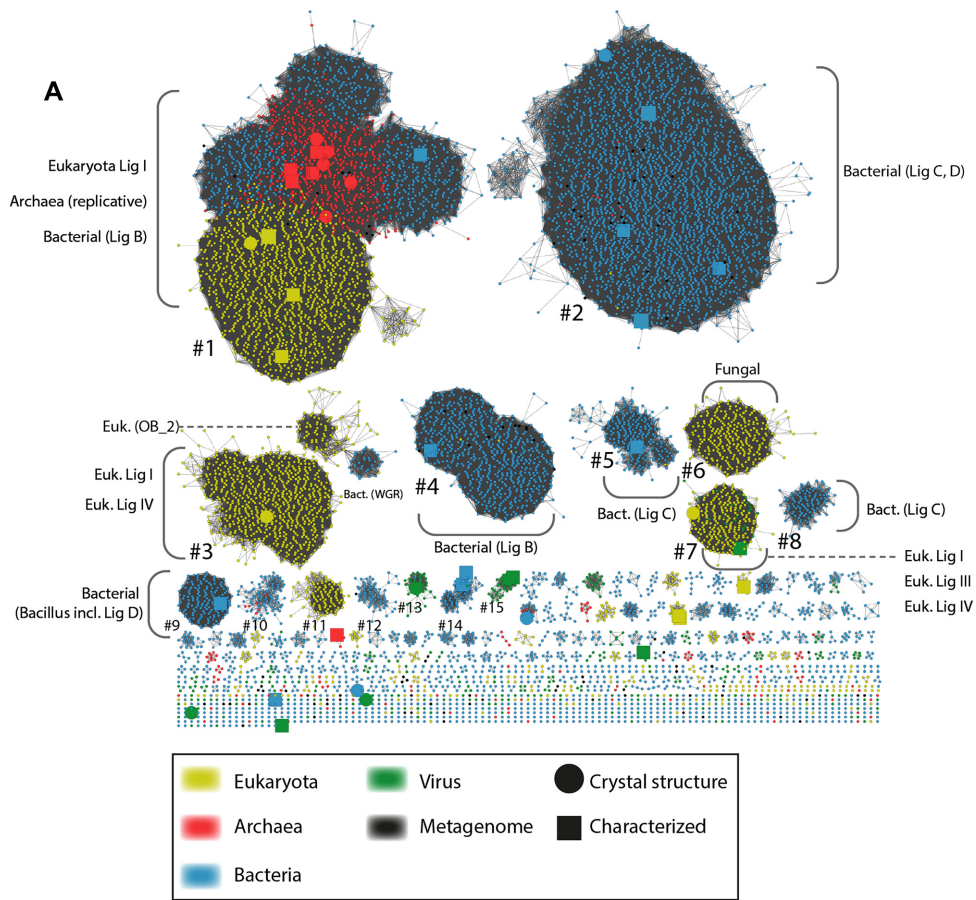 A
Eukaryota Lig I
Archaea (replicative)
Bacterial (Lig B)
#1
Bacterial (Lig C, D)
#2
Euk. (OB_2)
Euk. Lig I
Euk. Lig IV
#3
Bact. (WGR)
#4
Bacterial (Lig B)
#5
Bact. (Lig C)
Fungal
#6
#7
#8
Bact. (Lig C)
Euk. Lig I
Euk. Lig III
Euk. Lig IV
Bacterial
(Bacillus incl. Lig D)
#9
#10
#11
#12
#13
#14
#15
Eukaryota
Virus
Crystal structure
Archaea
Metagenome
Characterized
Bacteria